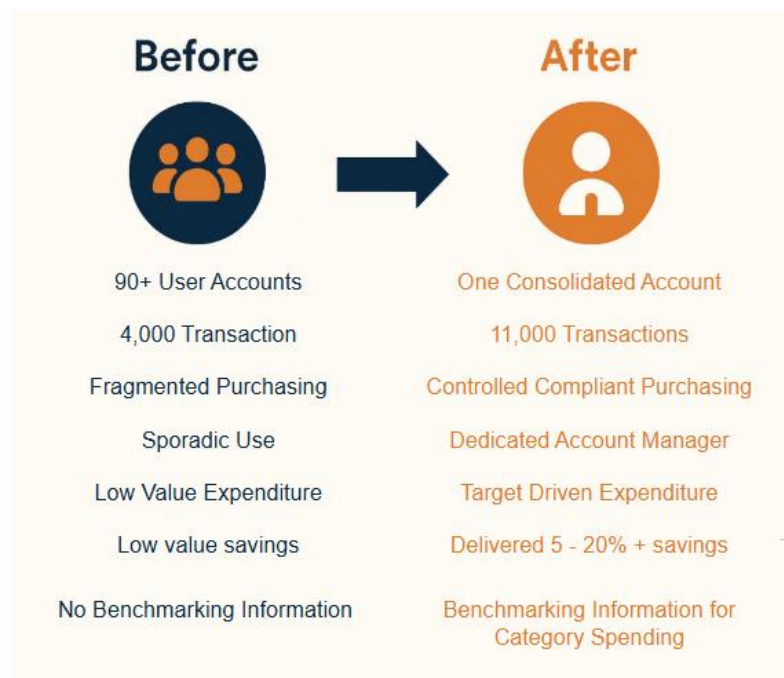 Before
After
90+ User Accounts
One Consolidated Account
4,000 Transaction
11,000 Transactions
Fragmented Purchasing
Controlled Compliant Purchasing
Sporadic Use
Dedicated Account Manager
Low Value Expenditure
Target Driven Expenditure
Low value savings
Delivered 5 - 20% + savings
No Benchmarking Information
Benchmarking Information for
Category Spending